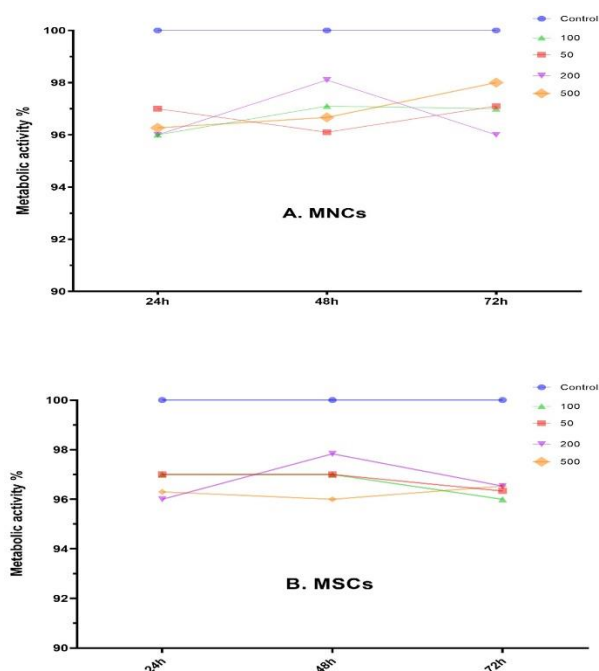 Metabolic activity %
100
98
96
94
92
90
24h
48h
72h
A. MNCs
Control
100
50
200
500
Metabolic activity %
100
98
96
94
92
90
24h
48h
72h
B. MSCs
Control
100
50
200
500